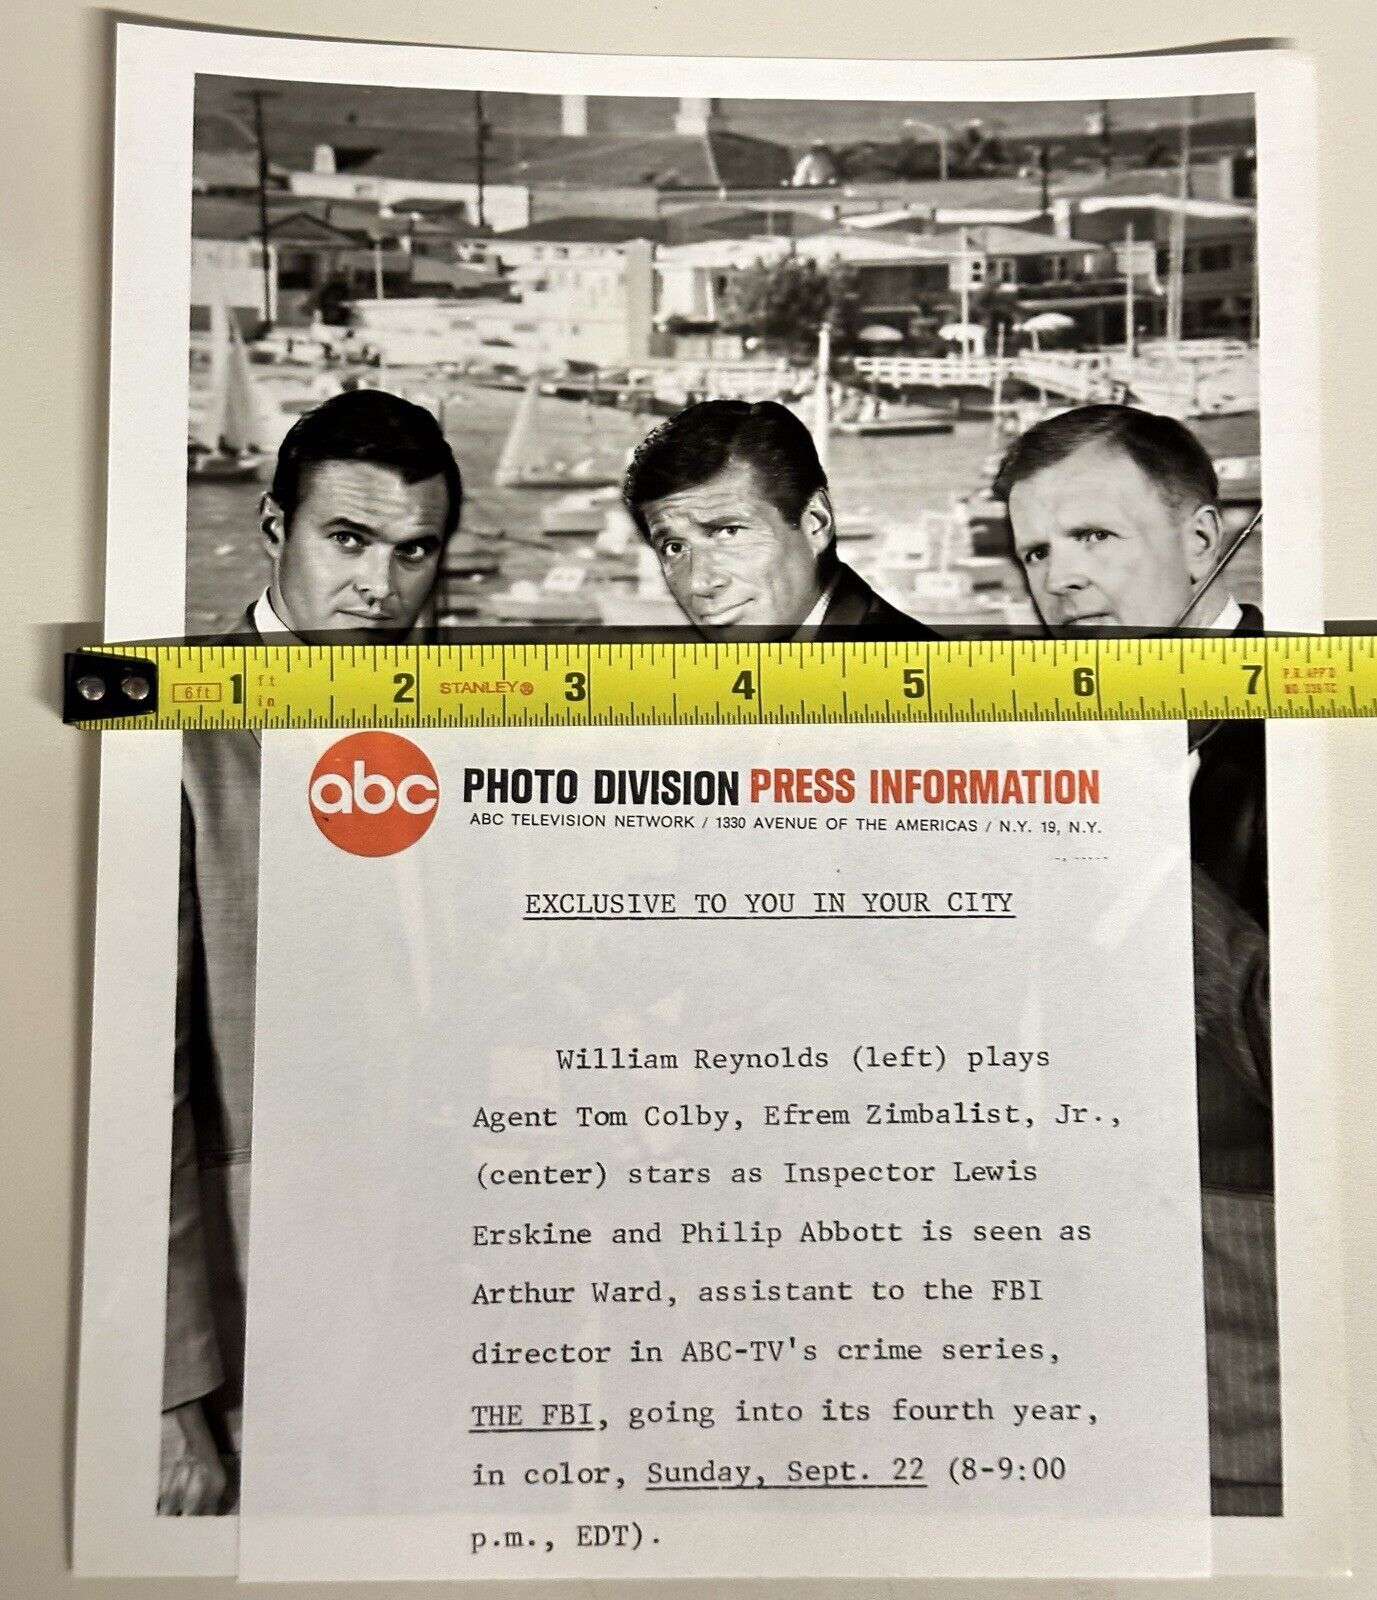 6ft 1 ft in 2 STANLEY® 3 4 5 6 7 P.R. APP'D
abc PHOTO DIVISION PRESS INFORMATION
ABC TELEVISION NETWORK / 1330 AVENUE OF THE AMERICAS / N.Y. 19, N.Y.
EXCLUSIVE TO YOU IN YOUR CITY
William Reynolds (left) plays
Agent Tom Colby, Efrem Zimbalist, Jr.,
(center) stars as Inspector Lewis
Erskine and Philip Abbott is seen as
Arthur Ward, assistant to the FBI
director in ABC-TV's crime series,
THE FBI, going into its fourth year,
in color, Sunday, Sept. 22 (8-9:00
p.m., EDT).